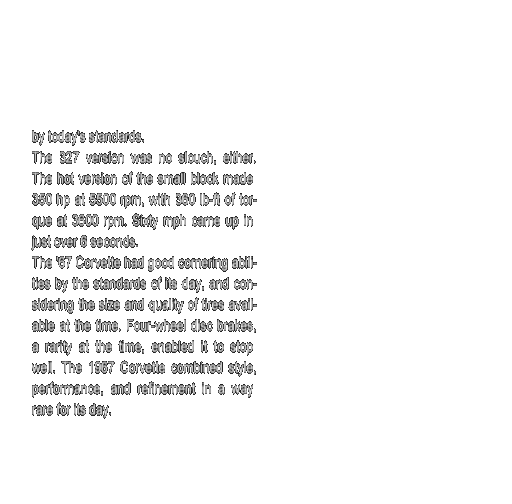 by today's standards.
The 327 version was no slouch, either.
The hot version of the small block made
350 hp at 5800 rpm, with 360 lb-ft of tor-
que at 3600 rpm. Sixty mph came up in
just over 6 seconds.
The '67 Corvette had good cornering abili-
ties by the standards of its day, and con-
sidering the size and quality of tires avail-
able at the time. Four-wheel disc brakes,
a rarity at the time, enabled it to stop
well. The 1967 Corvette combined style,
performance, and refinement in a way
rare for its day.